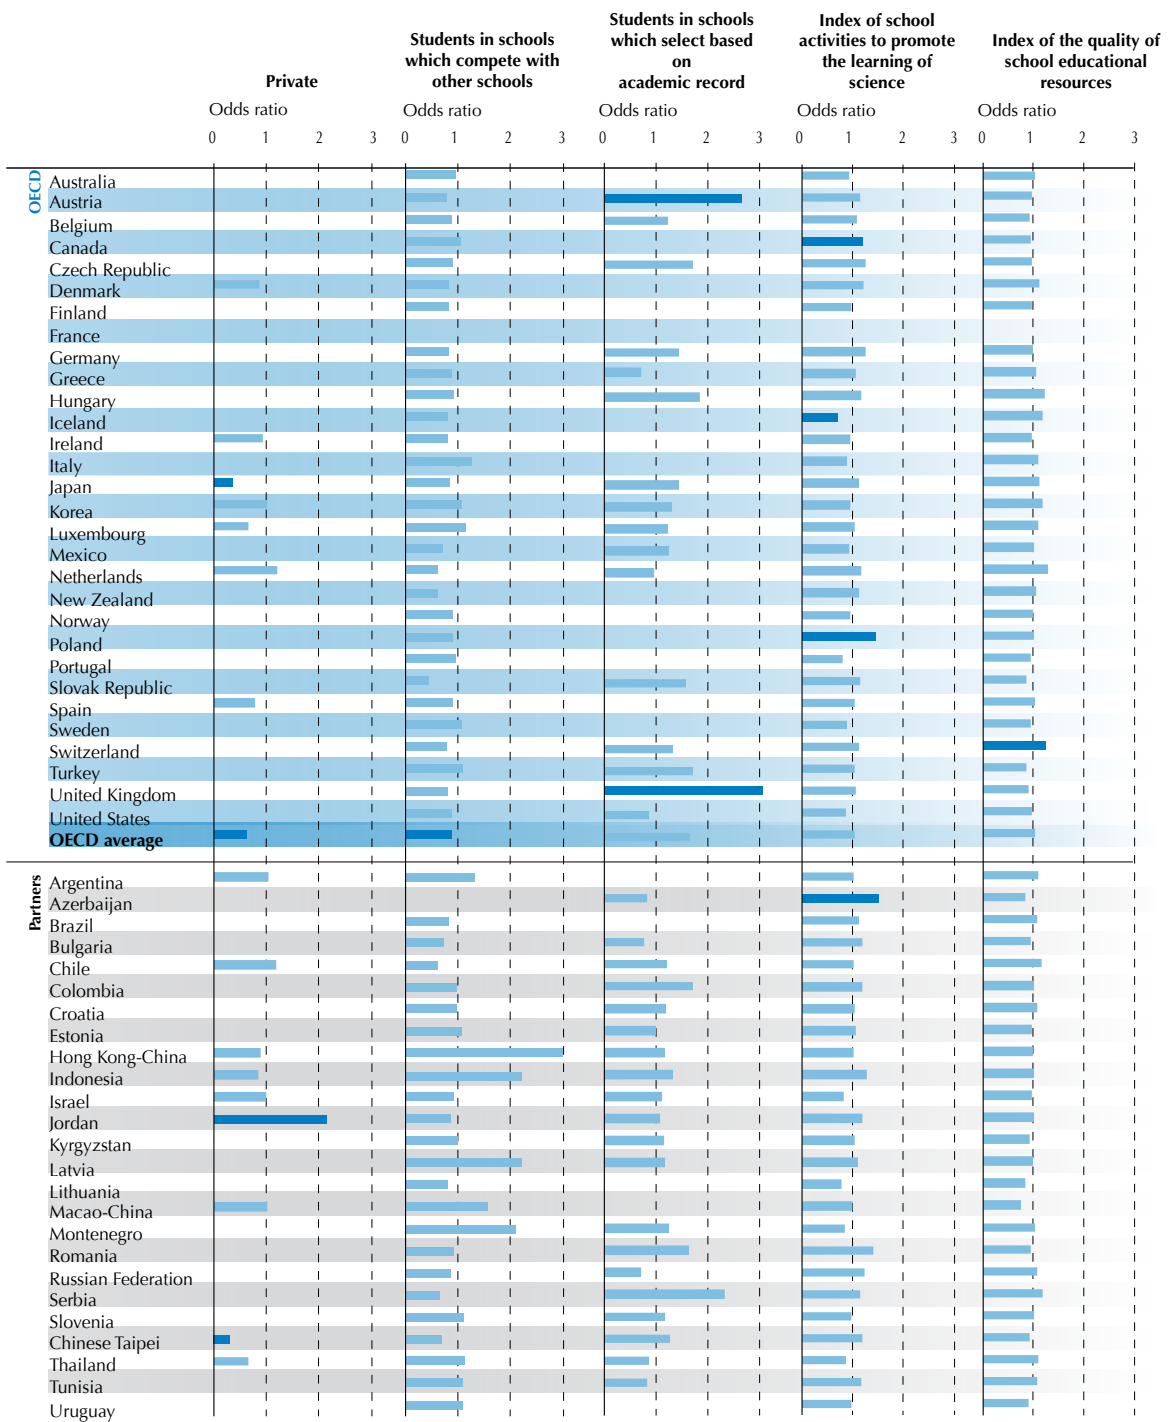 Private
Students in schools
which compete with
other schools
Students in schools
which select based
on
academic record
Index of school
activities to promote
the learning of
science
Index of the quality of
school educational
resources
Odds ratio Odds ratio Odds ratio Odds ratio Odds ratio
0 1 2 3 0 1 2 3 0 1 2 3 0 1 2 3 0 1 2 3
OECD
Australia
Austria
Belgium
Canada
Czech Republic
Denmark
Finland
France
Germany
Greece
Hungary
Iceland
Ireland
Italy
Japan
Korea
Luxembourg
Mexico
Netherlands
New Zealand
Norway
Poland
Portugal
Slovak Republic
Spain
Sweden
Switzerland
Turkey
United Kingdom
United States
OECD average
Partners
Argentina
Azerbaijan
Brazil
Bulgaria
Chile
Colombia
Croatia
Estonia
Hong Kong-China
Indonesia
Israel
Jordan
Kyrgyzstan
Latvia
Lithuania
Macao-China
Montenegro
Romania
Russian Federation
Serbia
Slovenia
Chinese Taipei
Thailand
Tunisia
Uruguay